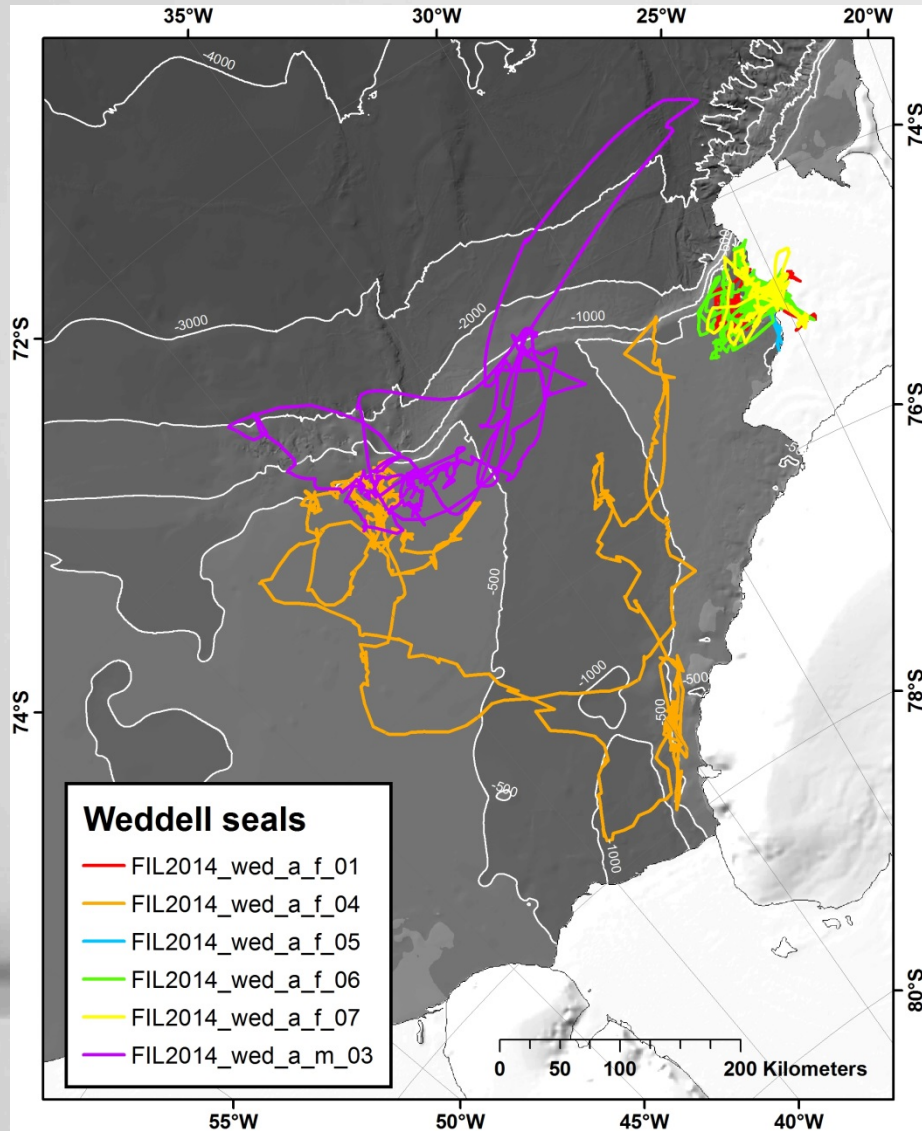 35°W 30°W 25°W 20°W
-4000
74°S
-3000
-2000
-1000
72°S
76°S
-500
-1000
-500
-500
78°S
74°S
-500
1000
Weddell seals
FIL2014_wed_a_f_01
FIL2014_wed_a_f_04
FIL2014_wed_a_f_05
FIL2014_wed_a_f_06
FIL2014_wed_a_f_07
FIL2014_wed_a_m_03
80°S
0 50 100 200 Kilometers
55°W 50°W 45°W 40°W